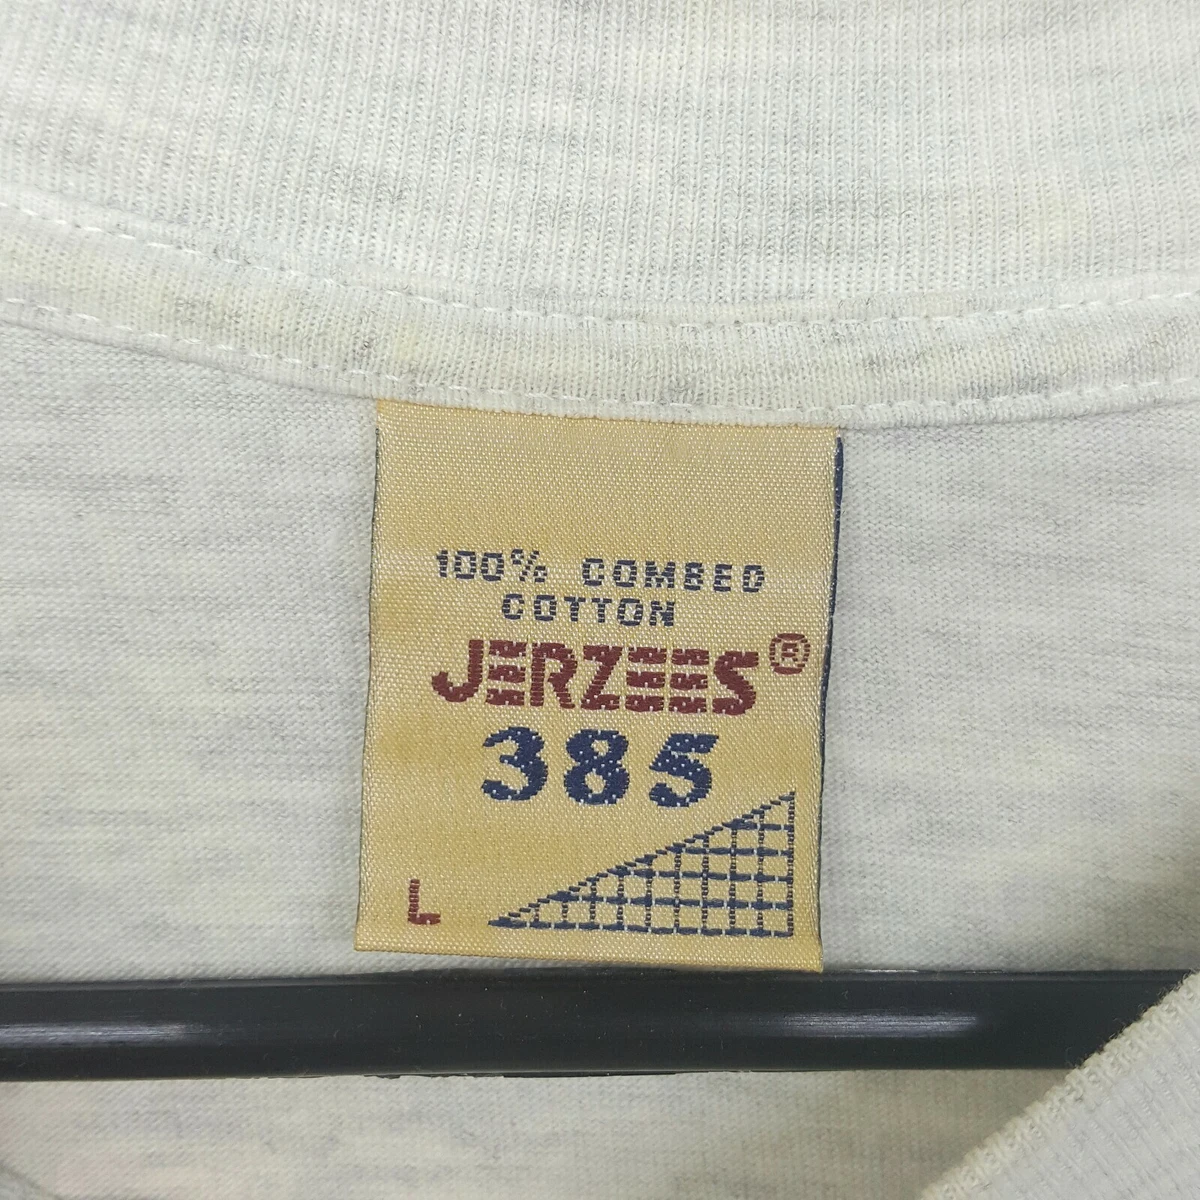 100% COMBED
COTTON
JERZEES®
385
L